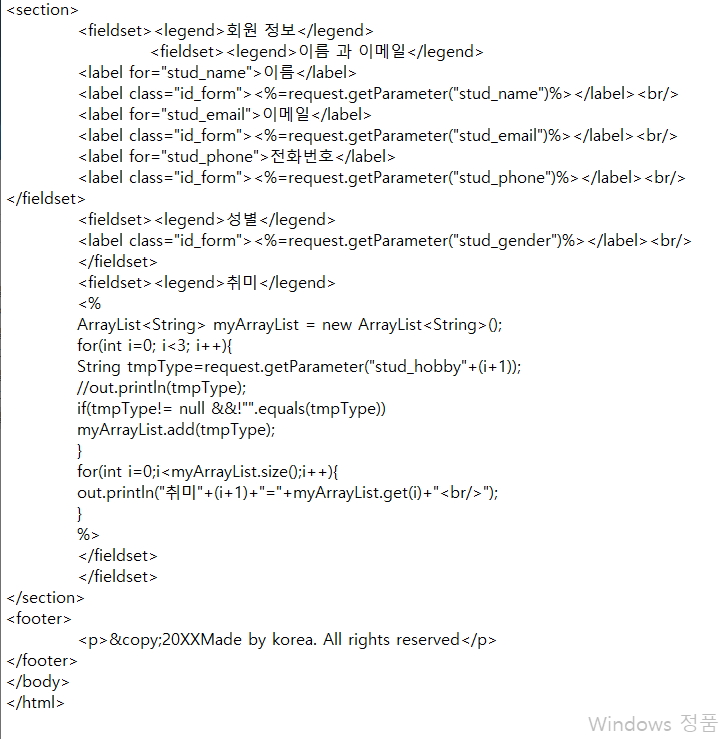 <section>
<fieldset><legend>회원 정보</legend>
<fieldset><legend>이름 과 이메일</legend>
<label for="stud_name">이름</label>
<label class="id_form"><%=request.getParameter("stud_name")%></label><br/>
<label for="stud_email">이메일</label>
<label class="id_form"><%=request.getParameter("stud_email")%></label><br/>
<label for="stud_phone">전화번호</label>
<label class="id_form"><%=request.getParameter("stud_phone")%></label><br/>
</fieldset>
<fieldset><legend>성별</legend>
<label class="id_form"><%=request.getParameter("stud_gender")%></label><br/>
</fieldset>
<fieldset><legend>취미</legend>
<%
ArrayList<String> myArrayList = new ArrayList<String>();
for(int i=0; i<3; i++){
String tmpType=request.getParameter("stud_hobby"+(i+1));
//out.println(tmpType);
if(tmpType!= null &&!"".equals(tmpType))
myArrayList.add(tmpType);
}
for(int i=0;i<myArrayList.size();i++){
out.println("취미"+(i+1)+"="+myArrayList.get(i)+"<br/>");
}
%>
</fieldset>
</fieldset>
</section>
<footer>
<p>&copy;20XXMade by korea. All rights reserved</p>
</footer>
</body>
</html>
Windows 정품